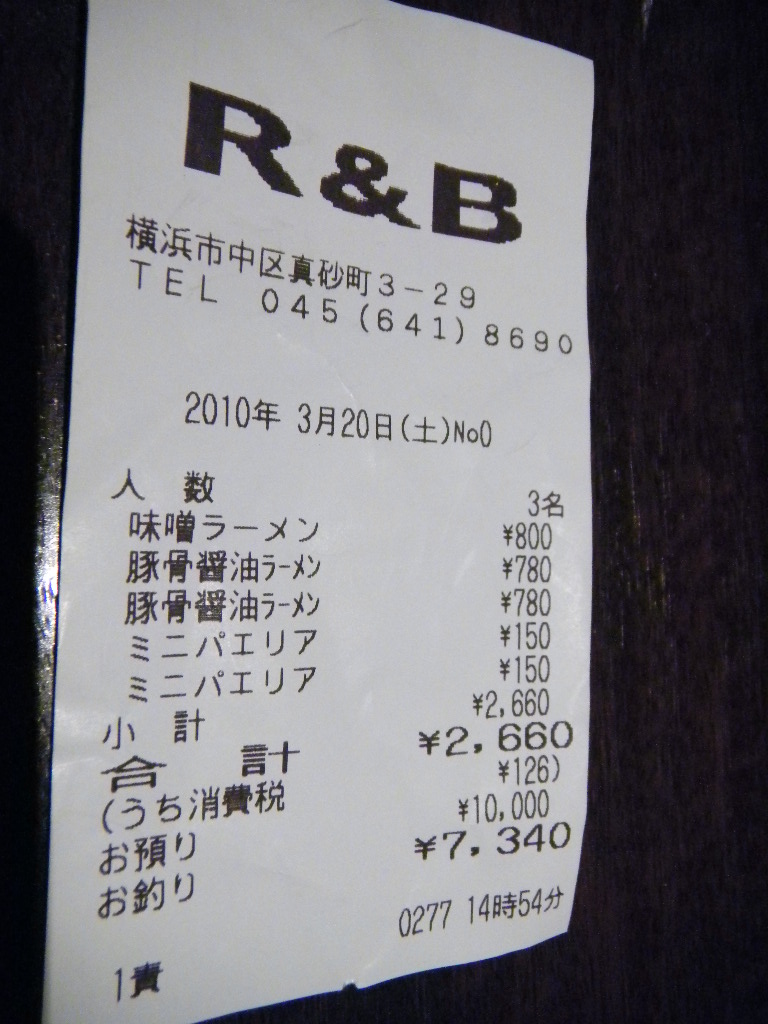 R&B
横浜市中区真砂町3-29
TEL 045(641)8690
2010年 3月20日(土)No0
人 数 3名
味噌ラーメン ¥800
豚骨醤油ラーメン ¥780
豚骨醤油ラーメン ¥780
ミニパエリア ¥150
ミニパエリア ¥150
小 計 ¥2,660
合 計 ¥2,660
(うち消費税 ¥126)
お預り ¥10,000
お釣り ¥7,340
1責 0277 14時54分